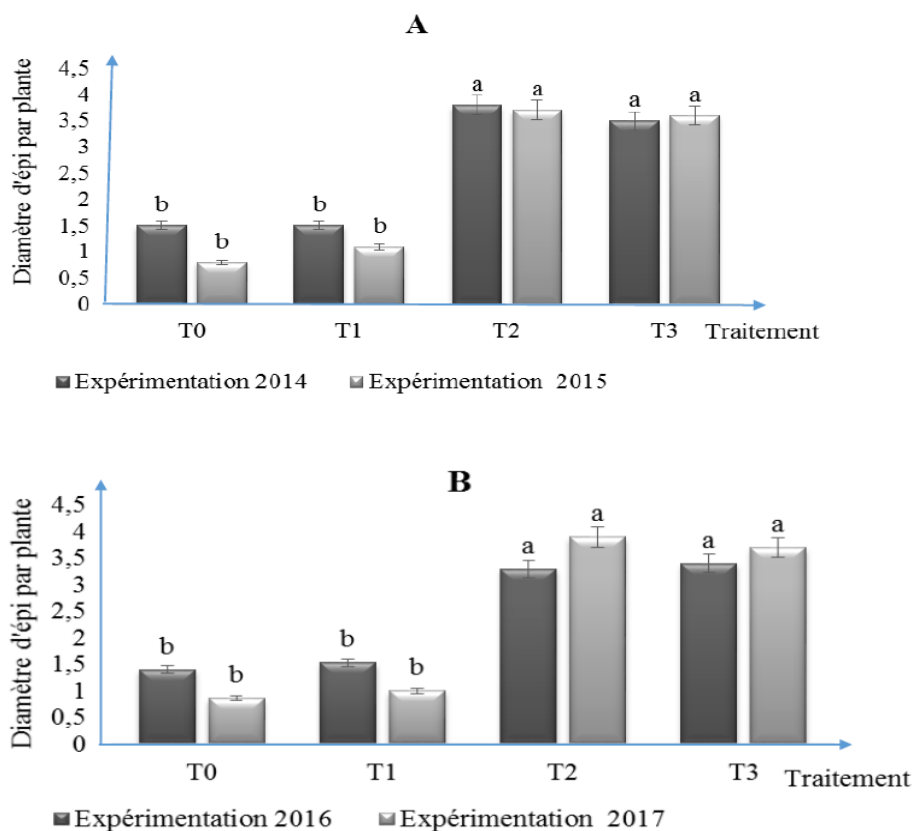 A
Diamètre d'épi par plante
4,5
4
3,5
3
2,5
2
1,5
1
0,5
0
b
b
b
b
a
a
a
a
T0 T1 T2 T3 Traitement
Expérimentation 2014 Expérimentation 2015
B
Diamètre d'épi par plante
4,5
4
3,5
3
2,5
2
1,5
1
0,5
0
b
b
b
b
a
a
a
a
T0 T1 T2 T3 Traitement
Expérimentation 2016 Expérimentation 2017